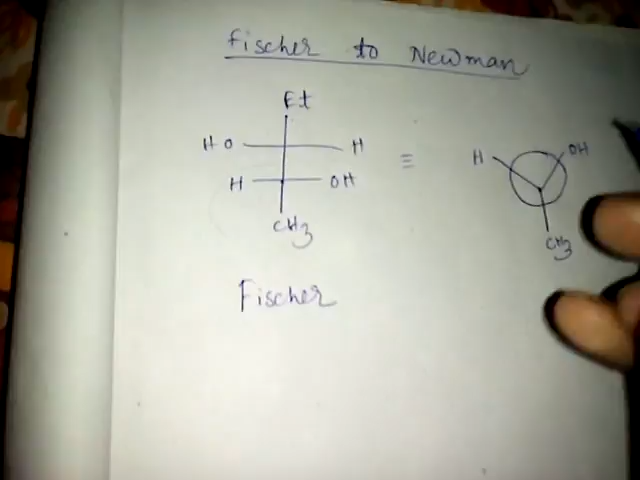 Fischer to Newman
Et
HO H
H OH
CH3
Fischer
≡
H OH
CH3